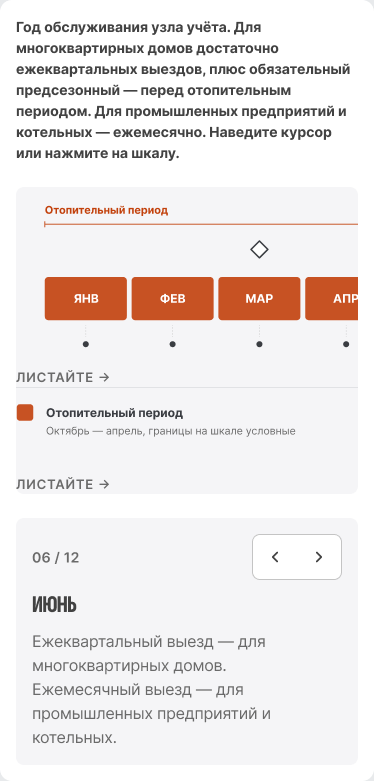 Год обслуживания узла учёта. Для
многоквартирных домов достаточно
ежеквартальных выездов, плюс обязательный
предсезонный — перед отопительным
периодом. Для промышленных предприятий и
котельных — ежемесячно. Наведите курсор
или нажмите на шкалу.
Отопительный период
ЯНВ ФЕВ МАР АПР
ЛИСТАЙТЕ →
Отопительный период
Октябрь — апрель, границы на шкале условные
ЛИСТАЙТЕ →
06 / 12
ИЮНЬ
Ежеквартальный выезд — для
многоквартирных домов.
Ежемесячный выезд — для
промышленных предприятий и
котельных.